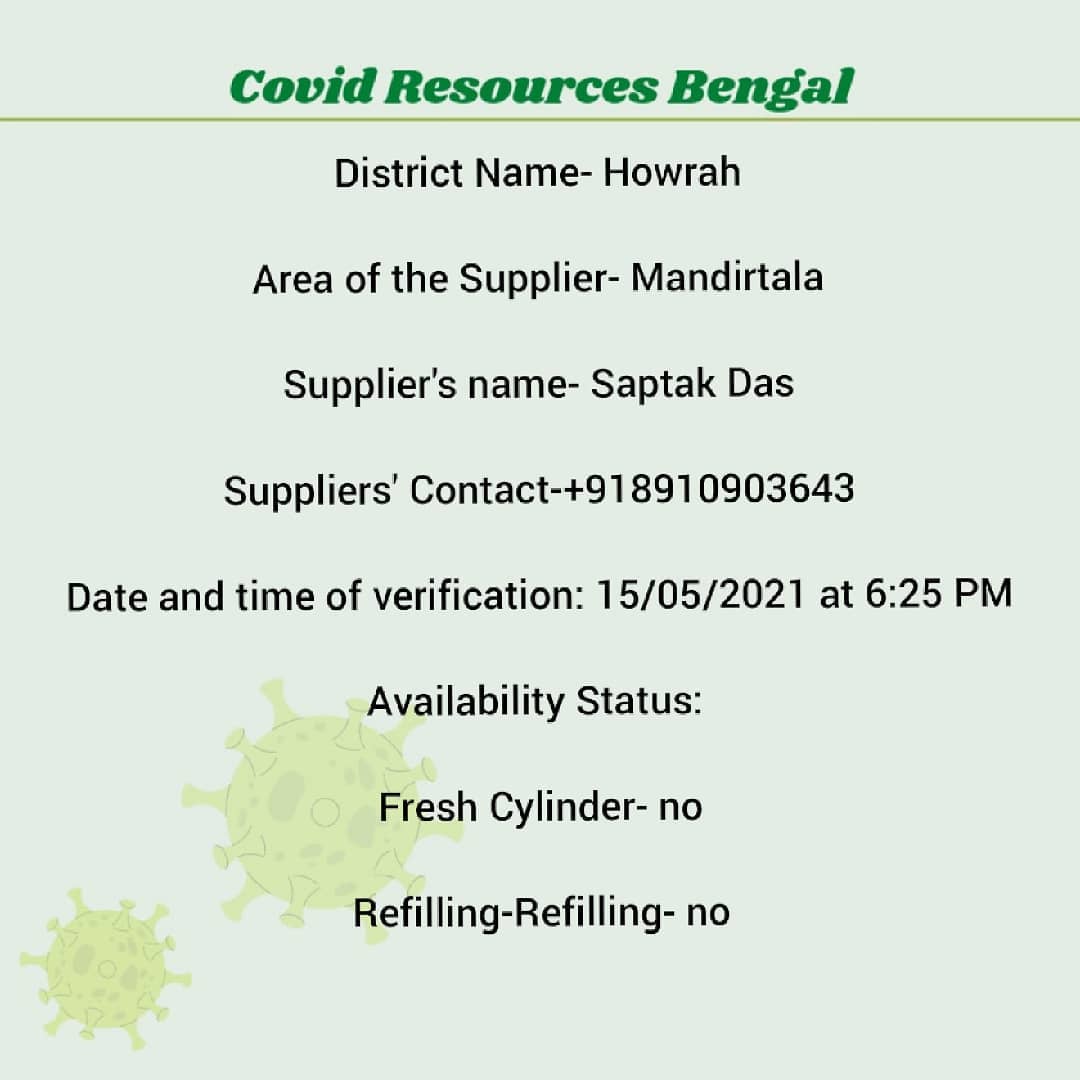 Covid Resources Bengal
District Name- Howrah
Area of the Supplier- Mandirtala
Supplier's name- Saptak Das
Suppliers' Contact-+918910903643
Date and time of verification: 15/05/2021 at 6:25 PM
Availability Status:
Fresh Cylinder- no
Refilling-Refilling- no